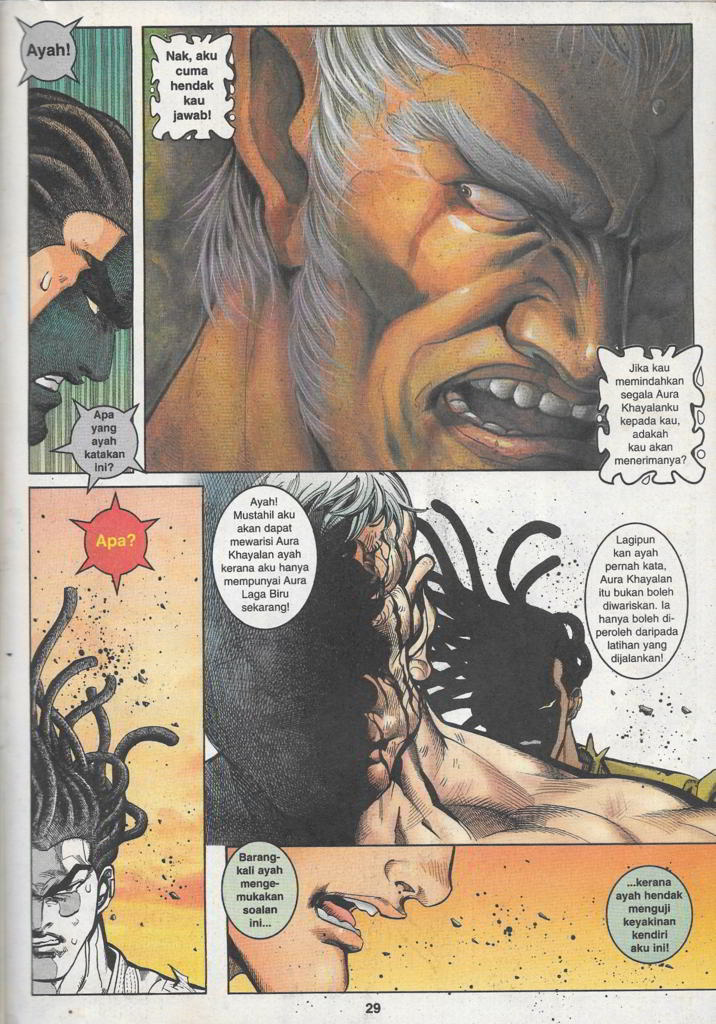 Ayah!
Nak, aku
cuma
hendak
kau
jawab!
Apa
yang
ayah
katakan
ini?
Jika kau
memindahkan
segala Aura
Khayalanku
kepada kau,
adakah
kau akan
menerimanya?
Apa?
Ayah!
Mustahil aku
akan dapat
mewarisi Aura
Khayalan ayah
kerana aku hanya
mempunyai Aura
Laga Biru
sekarang!
Lagipun
kan ayah
pernah kata,
Aura Khayalan
itu bukan boleh
diwariskan. Ia
hanya boleh di-
peroleh daripada
latihan yang
dijalankan!
Barang-
kali ayah
menge-
mukakan
soalan
ini...
...kerana
ayah hendak
menguji
keyakinan
kendiri
aku ini!
29